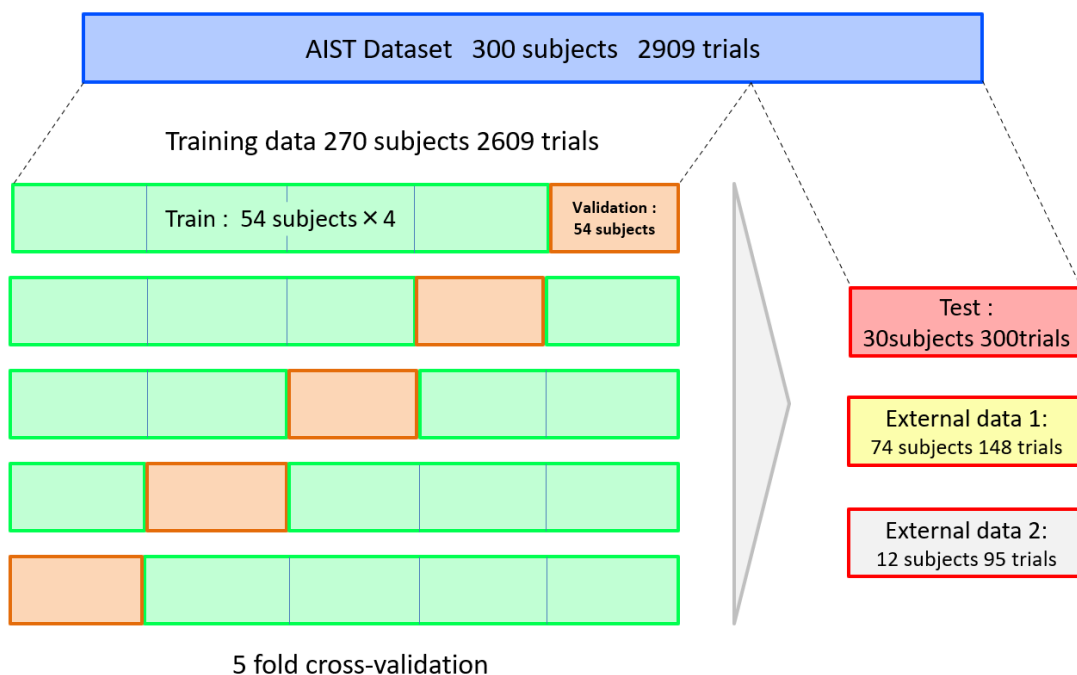 AIST Dataset 300 subjects 2909 trials
Training data 270 subjects 2609 trials
Train : 54 subjects × 4
Validation :
54 subjects
Test :
30subjects 300trials
External data 1:
74 subjects 148 trials
External data 2:
12 subjects 95 trials
5 fold cross-validation